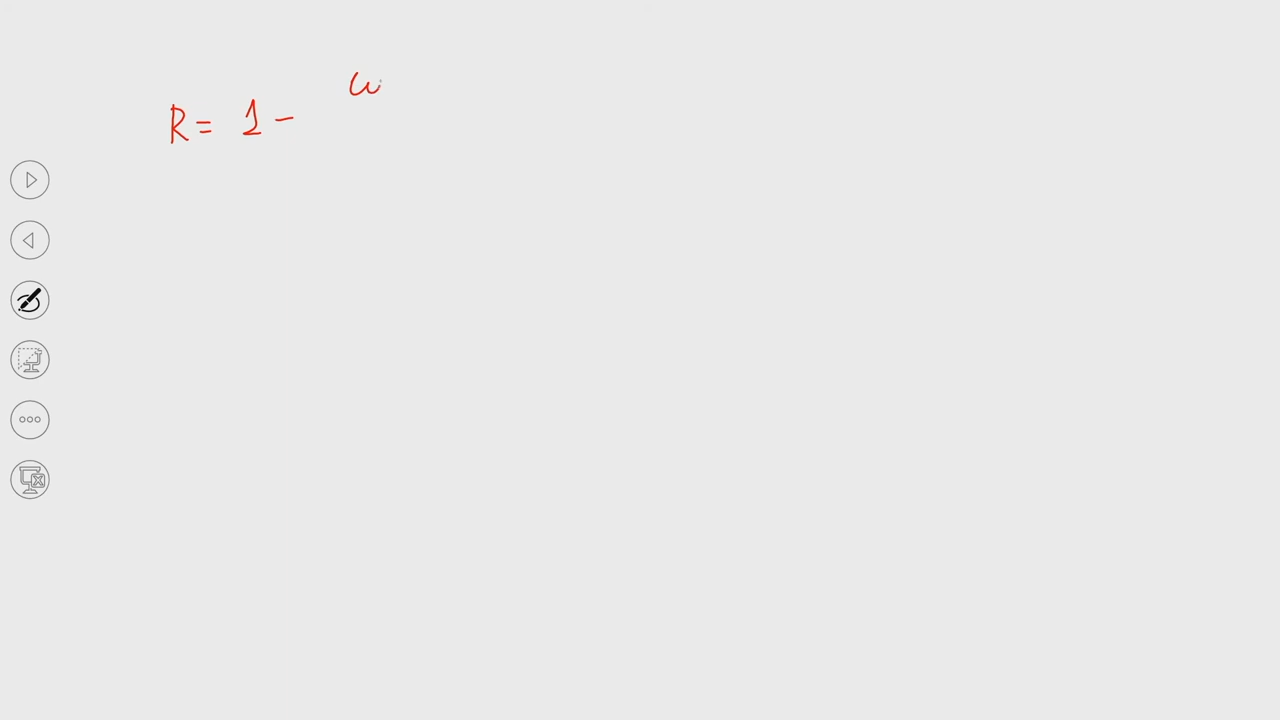 R = 1 - ω